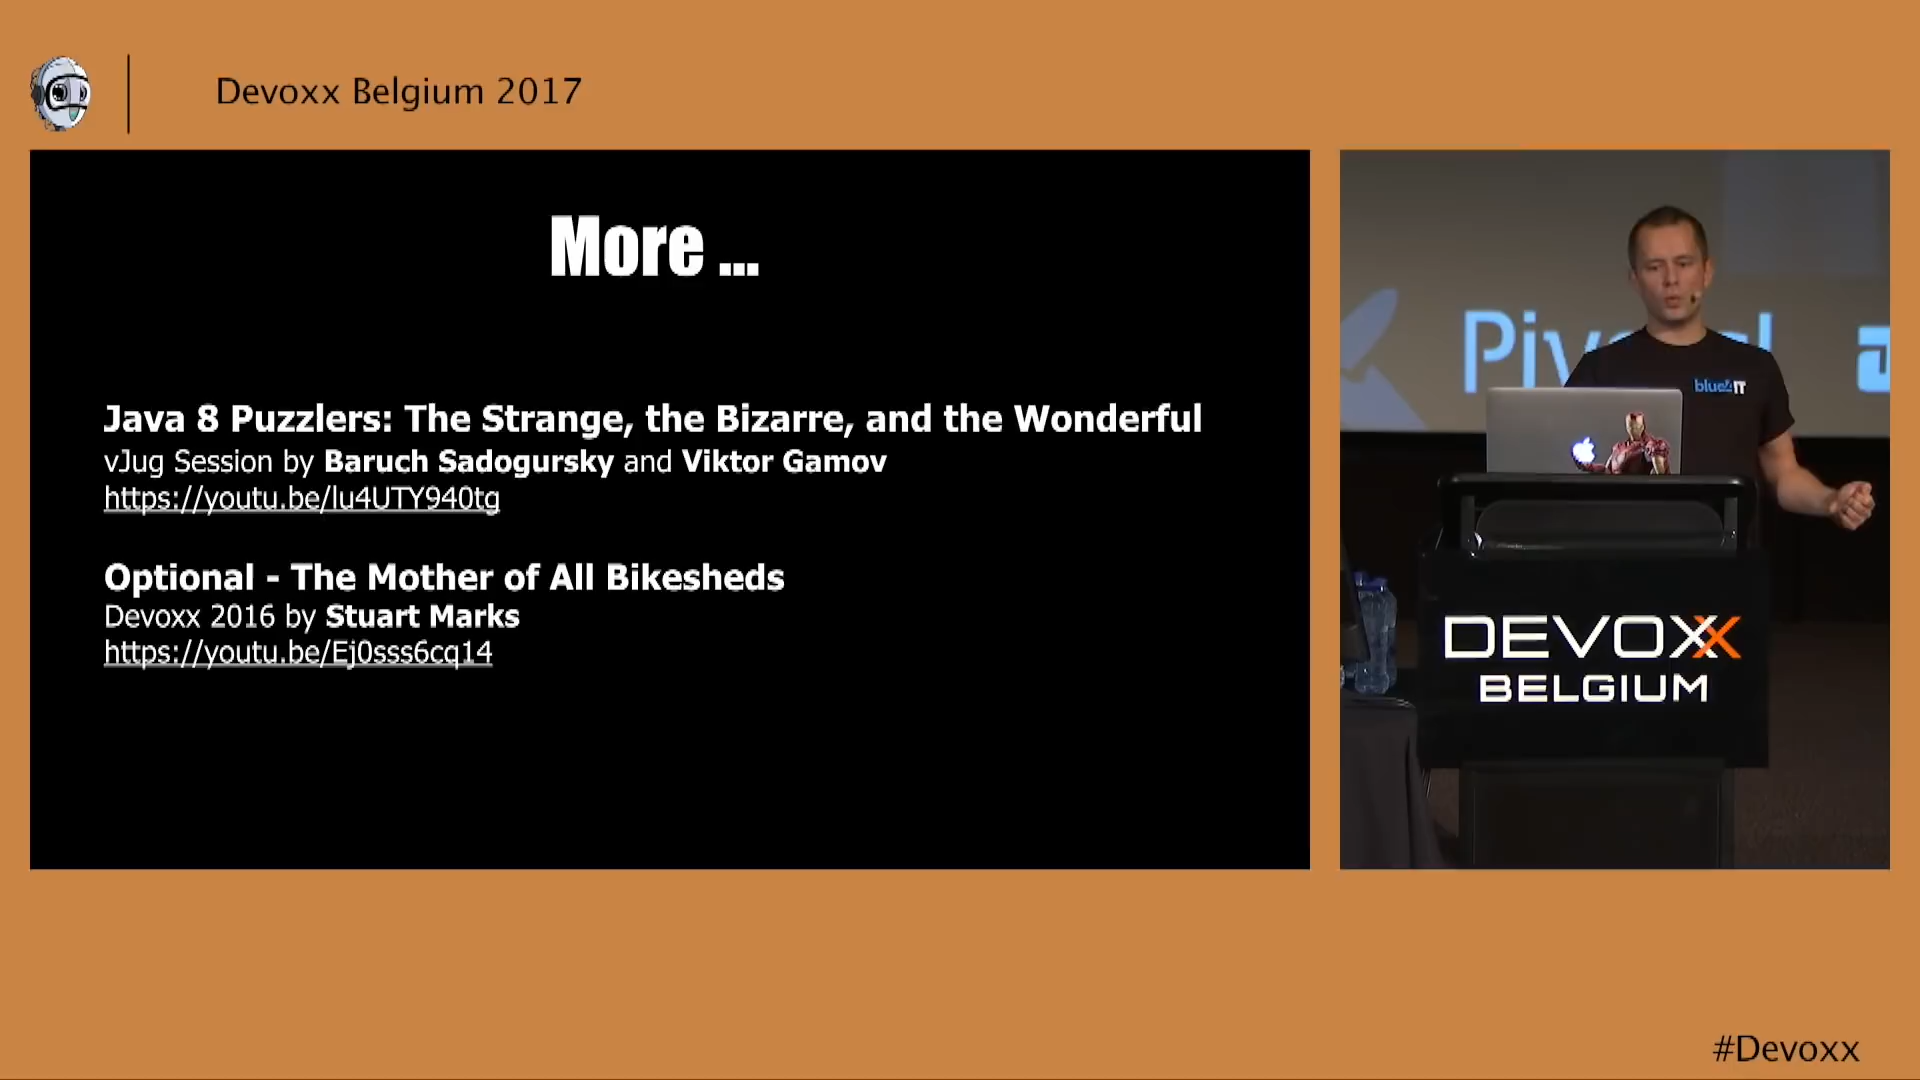 Devoxx Belgium 2017
More ...
Java 8 Puzzlers: The Strange, the Bizarre, and the Wonderful
vJug Session by Baruch Sadogursky and Viktor Gamov
https://youtu.be/lu4UTY940tg
Optional - The Mother of All Bikesheds
Devoxx 2016 by Stuart Marks
https://youtu.be/Ej0sss6cq14
blue4IT
DEVOXX
BELGIUM
#Devoxx